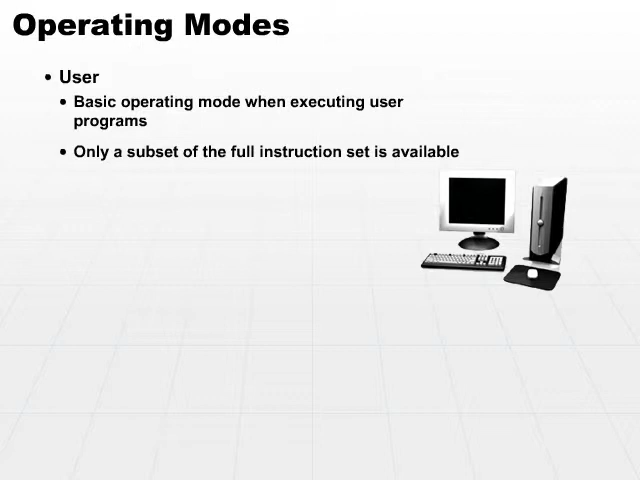 Operating Modes
• User
• Basic operating mode when executing user
programs
• Only a subset of the full instruction set is available